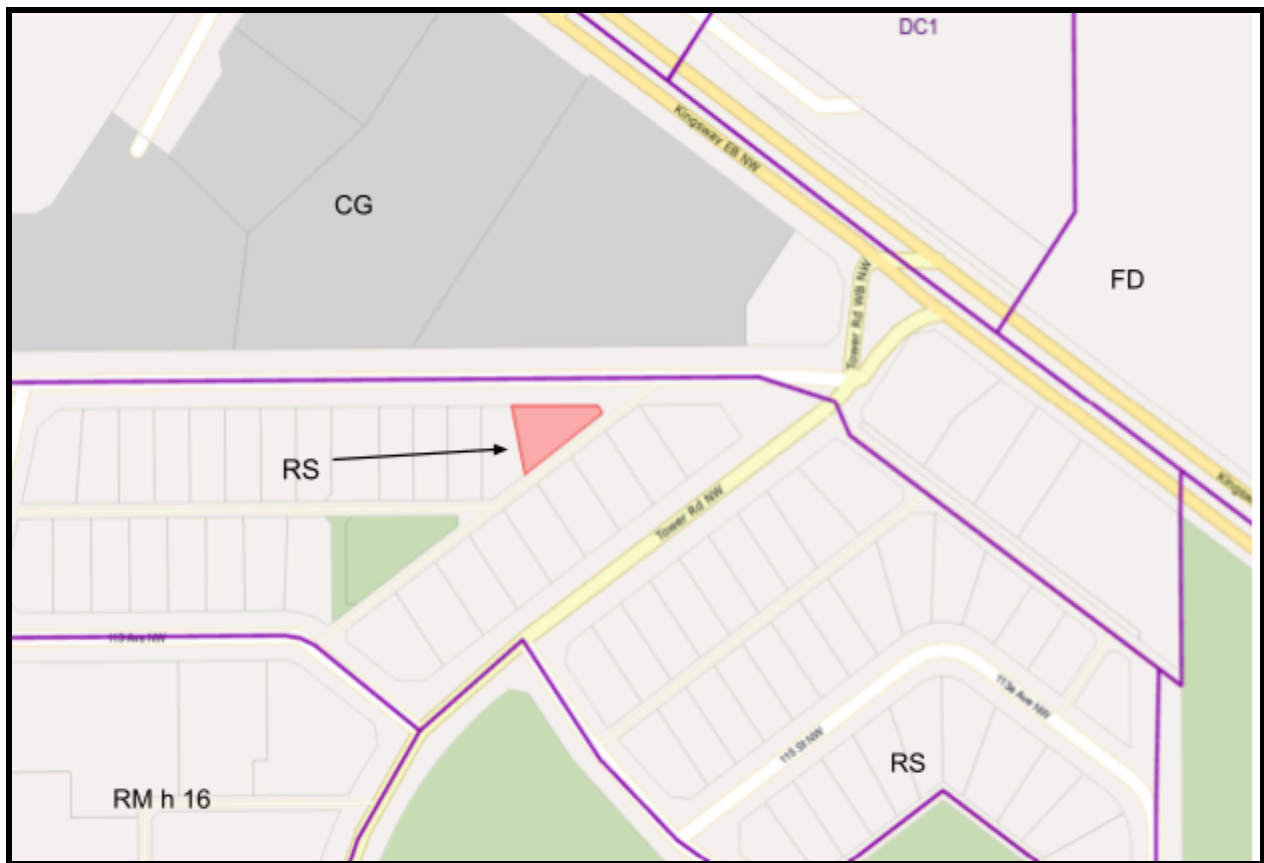 DC1
Kingsway EB NW
CG
Tower Rd WB NW
FD
RS
Kingsw
Tower Rd NW
113 Ave NW
113a Ave NW
115 St NW
RS
RM h 16